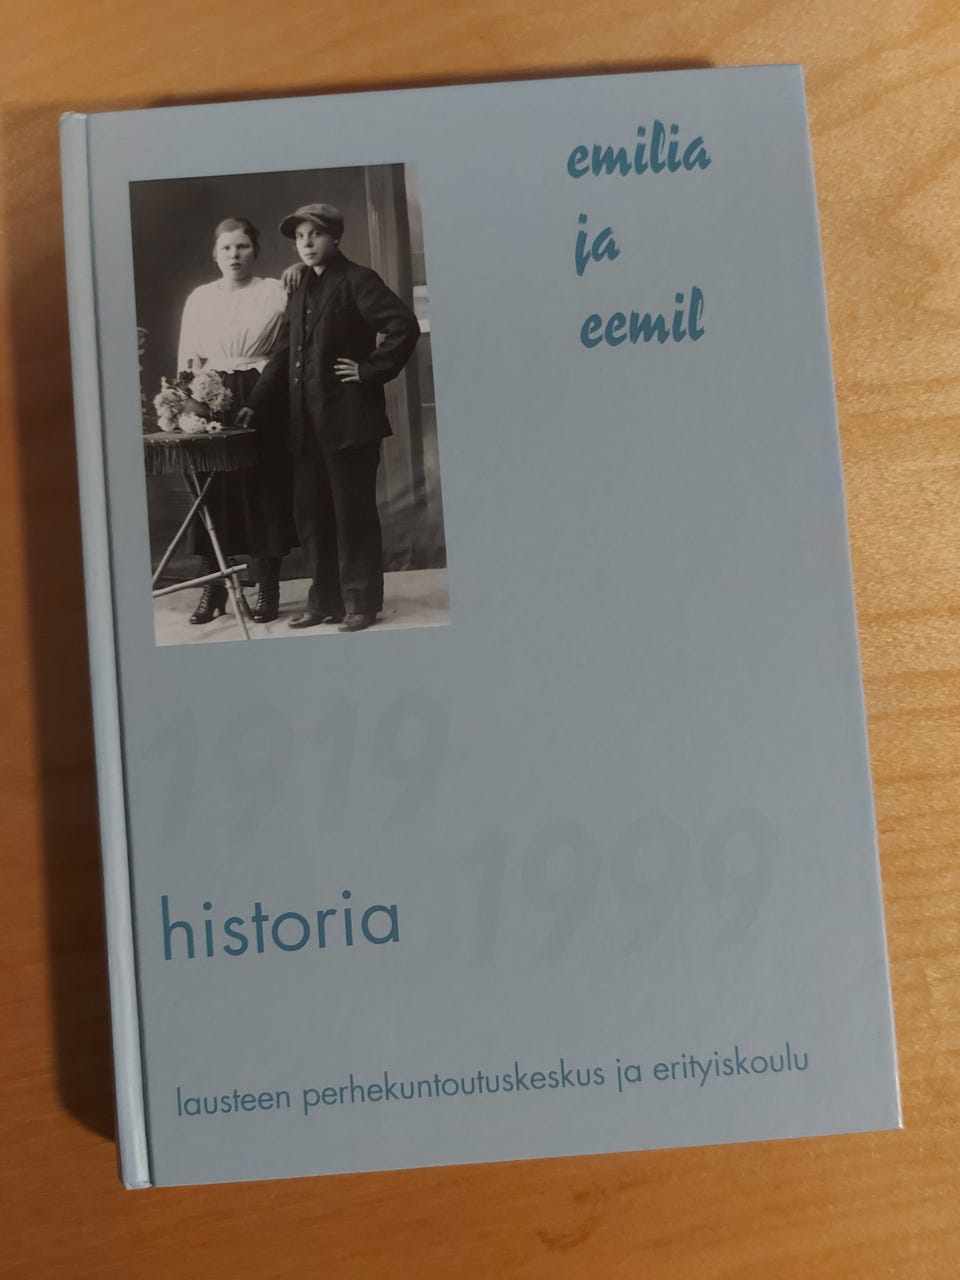 emilia
ja
eemil
1919
1999
historia
lausteen perhekuntoutuskeskus ja erityiskoulu